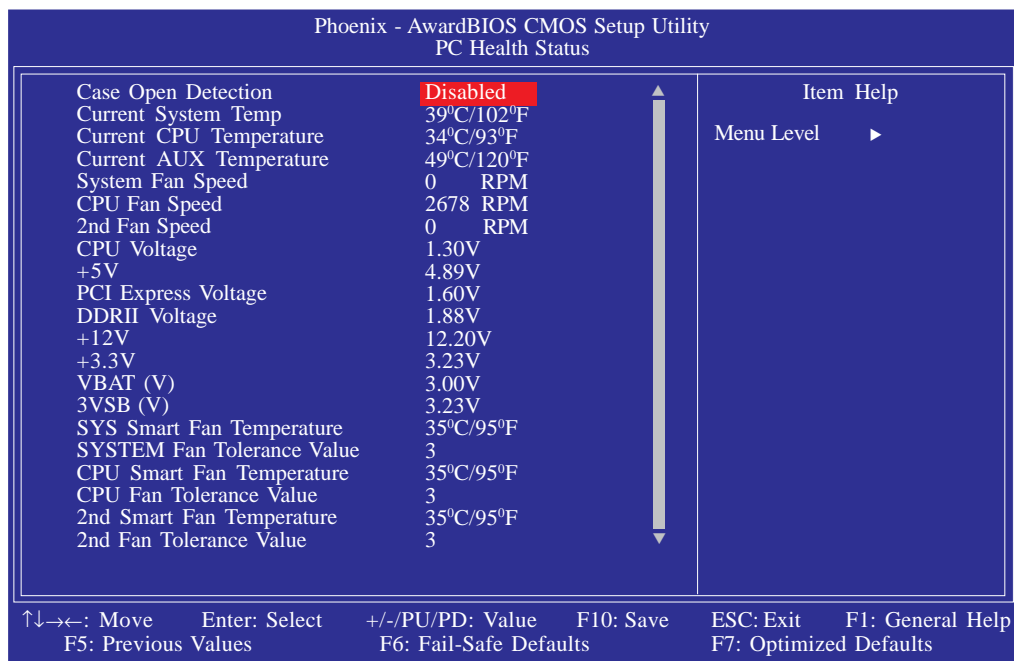 Phoenix - AwardBIOS CMOS Setup Utility
PC Health Status
Case Open Detection Disabled
Current System Temp 39⁰C/102⁰F
Current CPU Temperature 34⁰C/93⁰F
Current AUX Temperature 49⁰C/120⁰F
System Fan Speed 0 RPM
CPU Fan Speed 2678 RPM
2nd Fan Speed 0 RPM
CPU Voltage 1.30V
+5V 4.89V
PCI Express Voltage 1.60V
DDRII Voltage 1.88V
+12V 12.20V
+3.3V 3.23V
VBAT (V) 3.00V
3VSB (V) 3.23V
SYS Smart Fan Temperature 35⁰C/95⁰F
SYSTEM Fan Tolerance Value 3
CPU Smart Fan Temperature 35⁰C/95⁰F
CPU Fan Tolerance Value 3
2nd Smart Fan Temperature 35⁰C/95⁰F
2nd Fan Tolerance Value 3
Item Help
Menu Level ▶
↑↓→←: Move Enter: Select +/-/PU/PD: Value F10: Save ESC: Exit F1: General Help
F5: Previous Values F6: Fail-Safe Defaults F7: Optimized Defaults